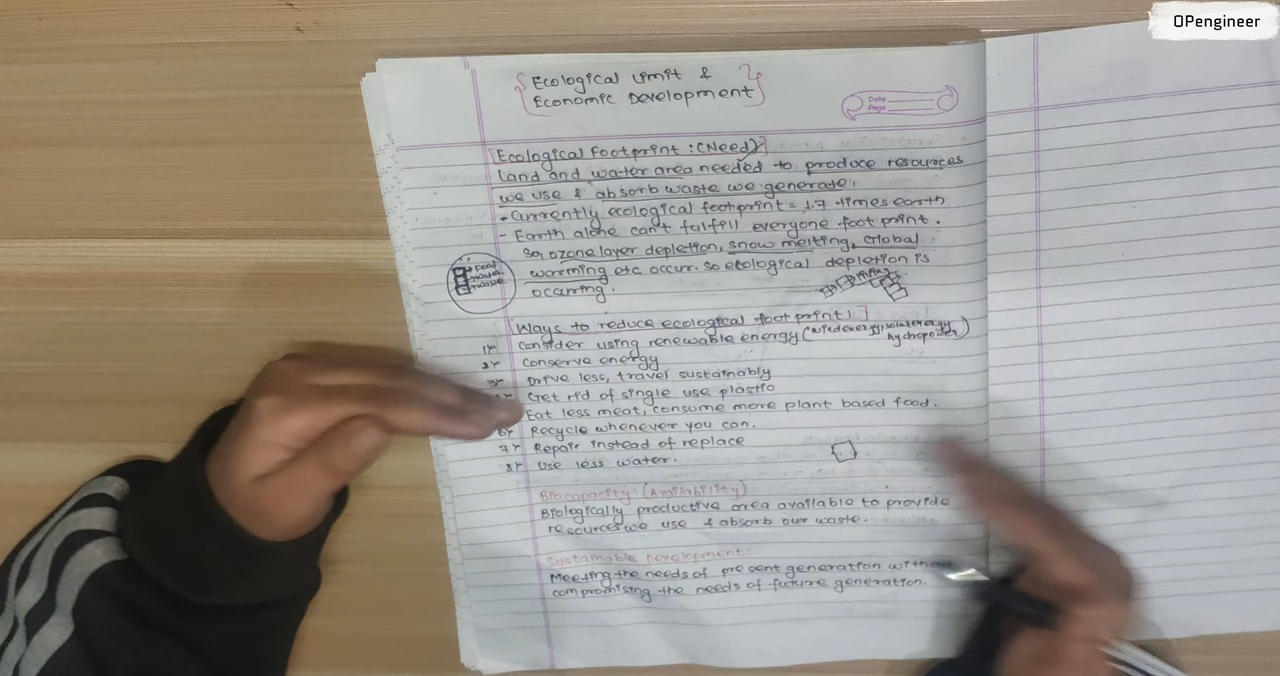 OPengineer
Ecological Limit &
Economic Development
Date
Page
Ecological Footprint : (Need)
Land and water area needed to produce resources
we use & absorb waste we generate.
- Currently ecological footprint = 1.7 times earth
- Earth alone can't fulfill everyone foot print.
so, ozone layer depletion, snow melting, Global
warming etc occur. so ecological depletion is
occurring.
Food
waste
[Ways to reduce ecological footprint:]
1> Consider using renewable energy (wind energy, solar energy
hydropower)
2> Conserve energy
3> Drive less, travel sustainably
Get rid of single use plastic
Eat less meat, consume more plant based food.
6> Recycle whenever you can.
7> Repair instead of replace
8> Use less water.
Biocapacity: (Availability)
Biologically productive area available to provide
resources we use & absorb our waste.
Sustainable Development:
Meeting the needs of present generation without
compromising the needs of future generation.